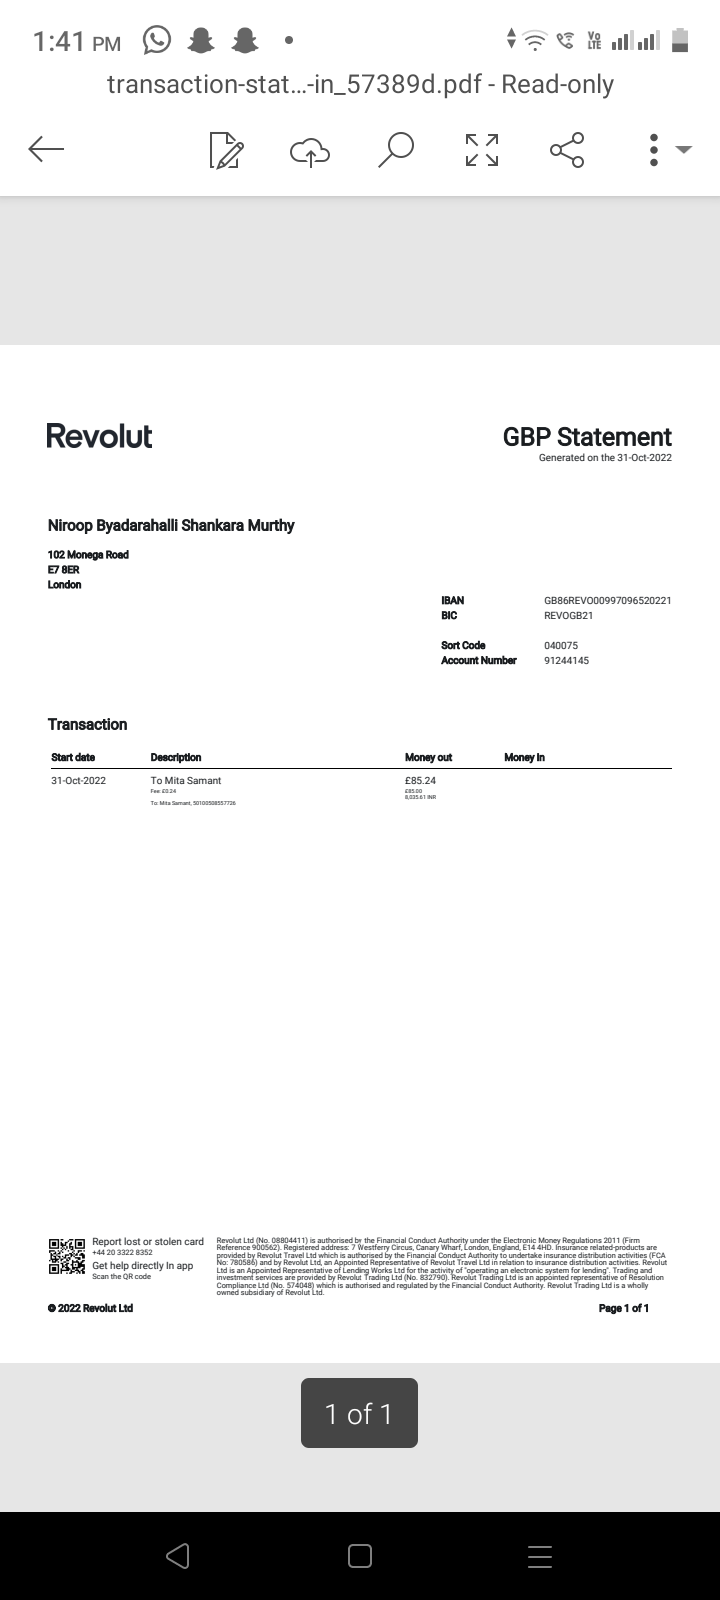 1:41 PM
Vo LTE
transaction-stat...-in_57389d.pdf - Read-only
Revolut
GBP Statement
Generated on the 31-Oct-2022
Niroop Byadarahalli Shankara Murthy
102 Monega Road
E7 8ER
London
IBAN GB86REVO00997096520221
BIC REVOGB21
Sort Code 040075
Account Number 91244145
Transaction
Start date Description Money out Money in
31-Oct-2022 To Mita Samant £85.24
Fee: £0.24 £85.00
8,035.61 INR
To: Mita Samant, 50100508557726
Report lost or stolen card
+44 20 3322 8352
Get help directly In app
Scan the QR code
Revolut Ltd (No. 08804411) is authorised by the Financial Conduct Authority under the Electronic Money Regulations 2011 (Firm
Reference 900562). Registered address: 7 Westferry Circus, Canary Wharf, London, England, E14 4HD. Insurance related-products are
provided by Revolut Travel Ltd which is authorised by the Financial Conduct Authority to undertake insurance distribution activities (FCA
No: 780586) and by Revolut Ltd, an Appointed Representative of Revolut Travel Ltd in relation to insurance distribution activities. Revolut
Ltd is an Appointed Representative of Lending Works Ltd for the activity of "operating an electronic system for lending". Trading and
investment services are provided by Revolut Trading Ltd (No. 832790). Revolut Trading Ltd is an appointed representative of Resolution
Compliance Ltd (No. 574048) which is authorised and regulated by the Financial Conduct Authority. Revolut Trading Ltd is a wholly
owned subsidiary of Revolut Ltd.
© 2022 Revolut Ltd
Page 1 of 1
1 of 1